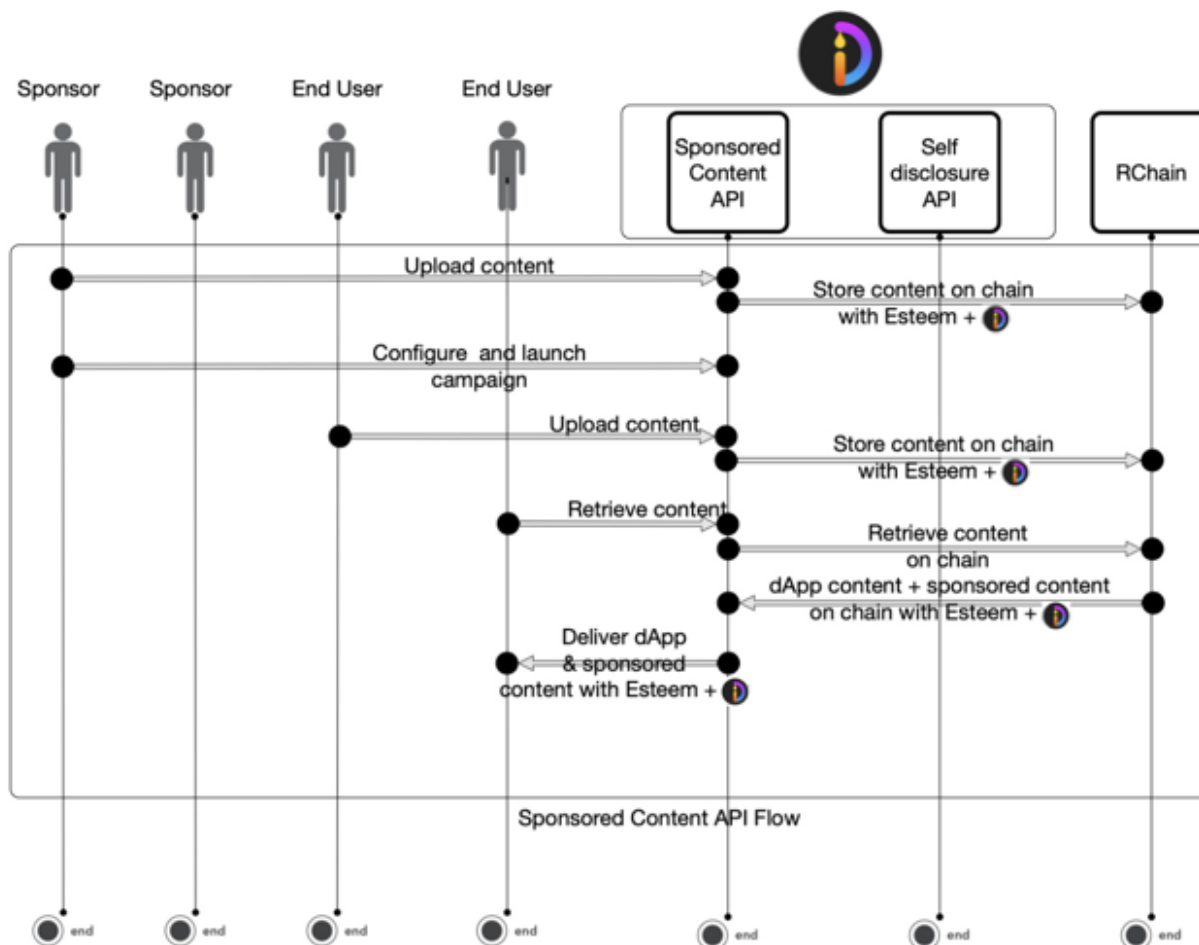 Sponsor
Sponsor
End User
End User
Sponsored
Content
API
Self
disclosure
API
RChain
Upload content
Store content on chain
with Esteem +
Configure and launch
campaign
Upload content
Store content on chain
with Esteem +
Retrieve content
Retrieve content
on chain
dApp content + sponsored content
on chain with Esteem +
Deliver dApp
& sponsored
content with Esteem +
Sponsored Content API Flow
end
end
end
end
end
end
end